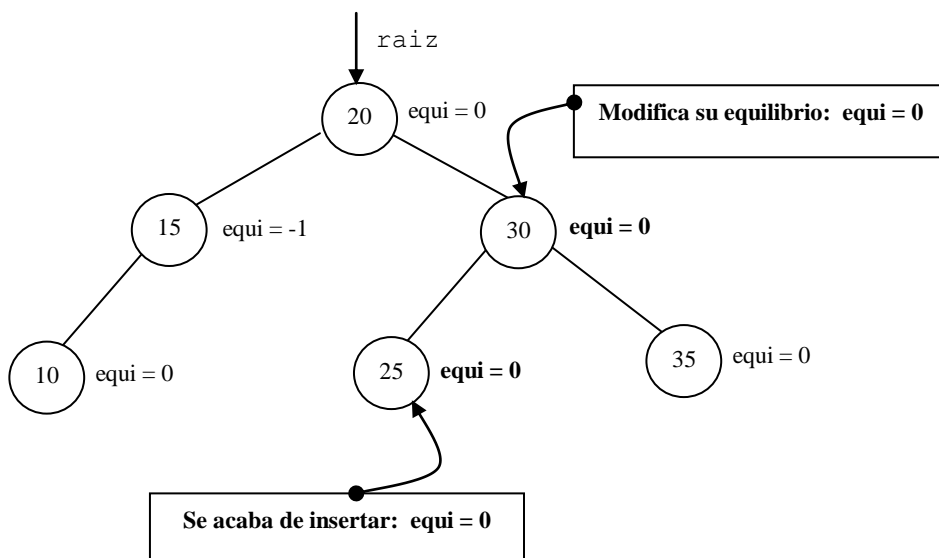 raiz
20
equi = 0
Modifica su equilibrio: equi = 0
15
equi = -1
30
equi = 0
10
equi = 0
25
equi = 0
35
equi = 0
Se acaba de insertar: equi = 0